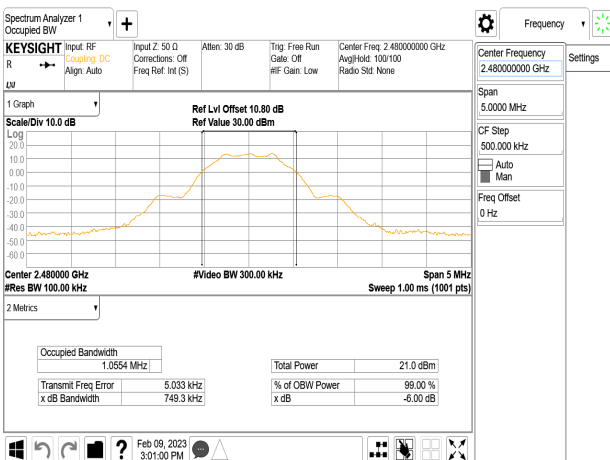 Spectrum Analyzer 1
Occupied BW
Frequency
KEYSIGHT Input: RF Input Z: 50 Ω Atten: 30 dB Trig: Free Run Center Freq: 2.480000000 GHz
R Coupling: DC Corrections: Off Gate: Off Avg|Hold: 100/100
Align: Auto Freq Ref: Int (S) #IF Gain: Low Radio Std: None
Center Frequency
2.480000000 GHz
Settings
Span
5.0000 MHz
CF Step
500.000 kHz
Auto
Man
Freq Offset
0 Hz
1 Graph
Ref Lvl Offset 10.80 dB
Scale/Div 10.0 dB Ref Value 30.00 dBm
Log
20.0
10.0
0.00
-10.0
-20.0
-30.0
-40.0
-50.0
-60.0
Center 2.480000 GHz #Video BW 300.00 kHz Span 5 MHz
#Res BW 100.00 kHz Sweep 1.00 ms (1001 pts)
2 Metrics
Occupied Bandwidth
1.0554 MHz
Total Power 21.0 dBm
Transmit Freq Error 5.033 kHz % of OBW Power 99.00 %
x dB Bandwidth 749.3 kHz x dB -6.00 dB
?
Feb 09, 2023
3:01:00 PM